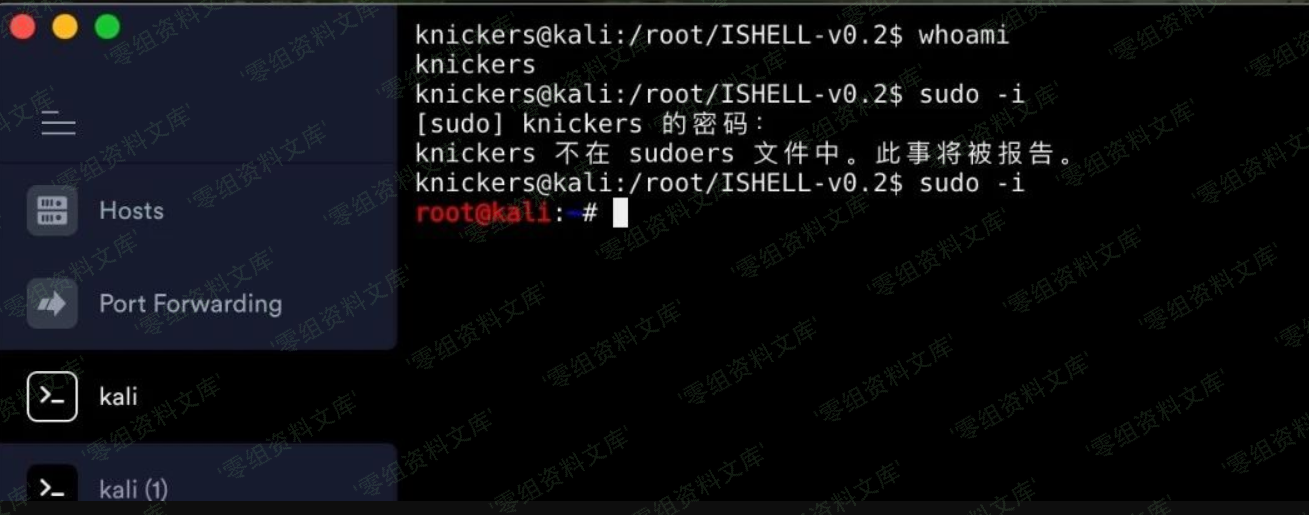 Hosts
Port Forwarding
kali
kali (1)
knickers@kali:/root/ISHELL-v0.2$ whoami
knickers
knickers@kali:/root/ISHELL-v0.2$ sudo -i
[sudo] knickers 的密码：
knickers 不在 sudoers 文件中。此事将被报告。
knickers@kali:/root/ISHELL-v0.2$ sudo -i
root@kali:~#
'零组资料文库'